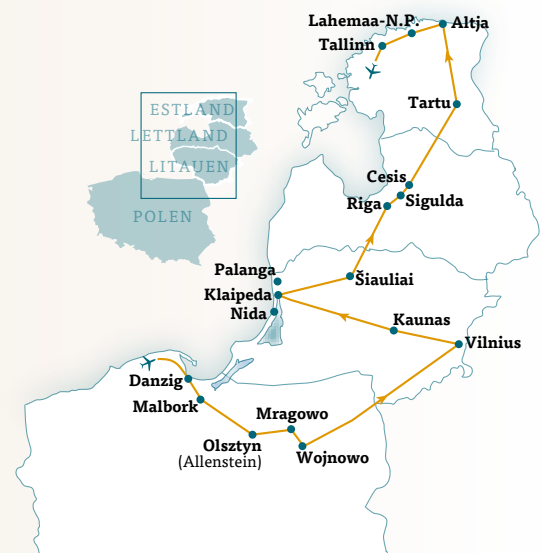 Lahemaa-N.P.
Altja
Tallinn
ESTLAND
Tartu
LETTLAND
LITAUEN
Cesis
Sigulda
Riga
POLEN
Palanga
Šiauliai
Klaipeda
Nida
Kaunas
Vilnius
Danzig
Malbork
Mragowo
Olsztyn
(Allenstein)
Wojnowo